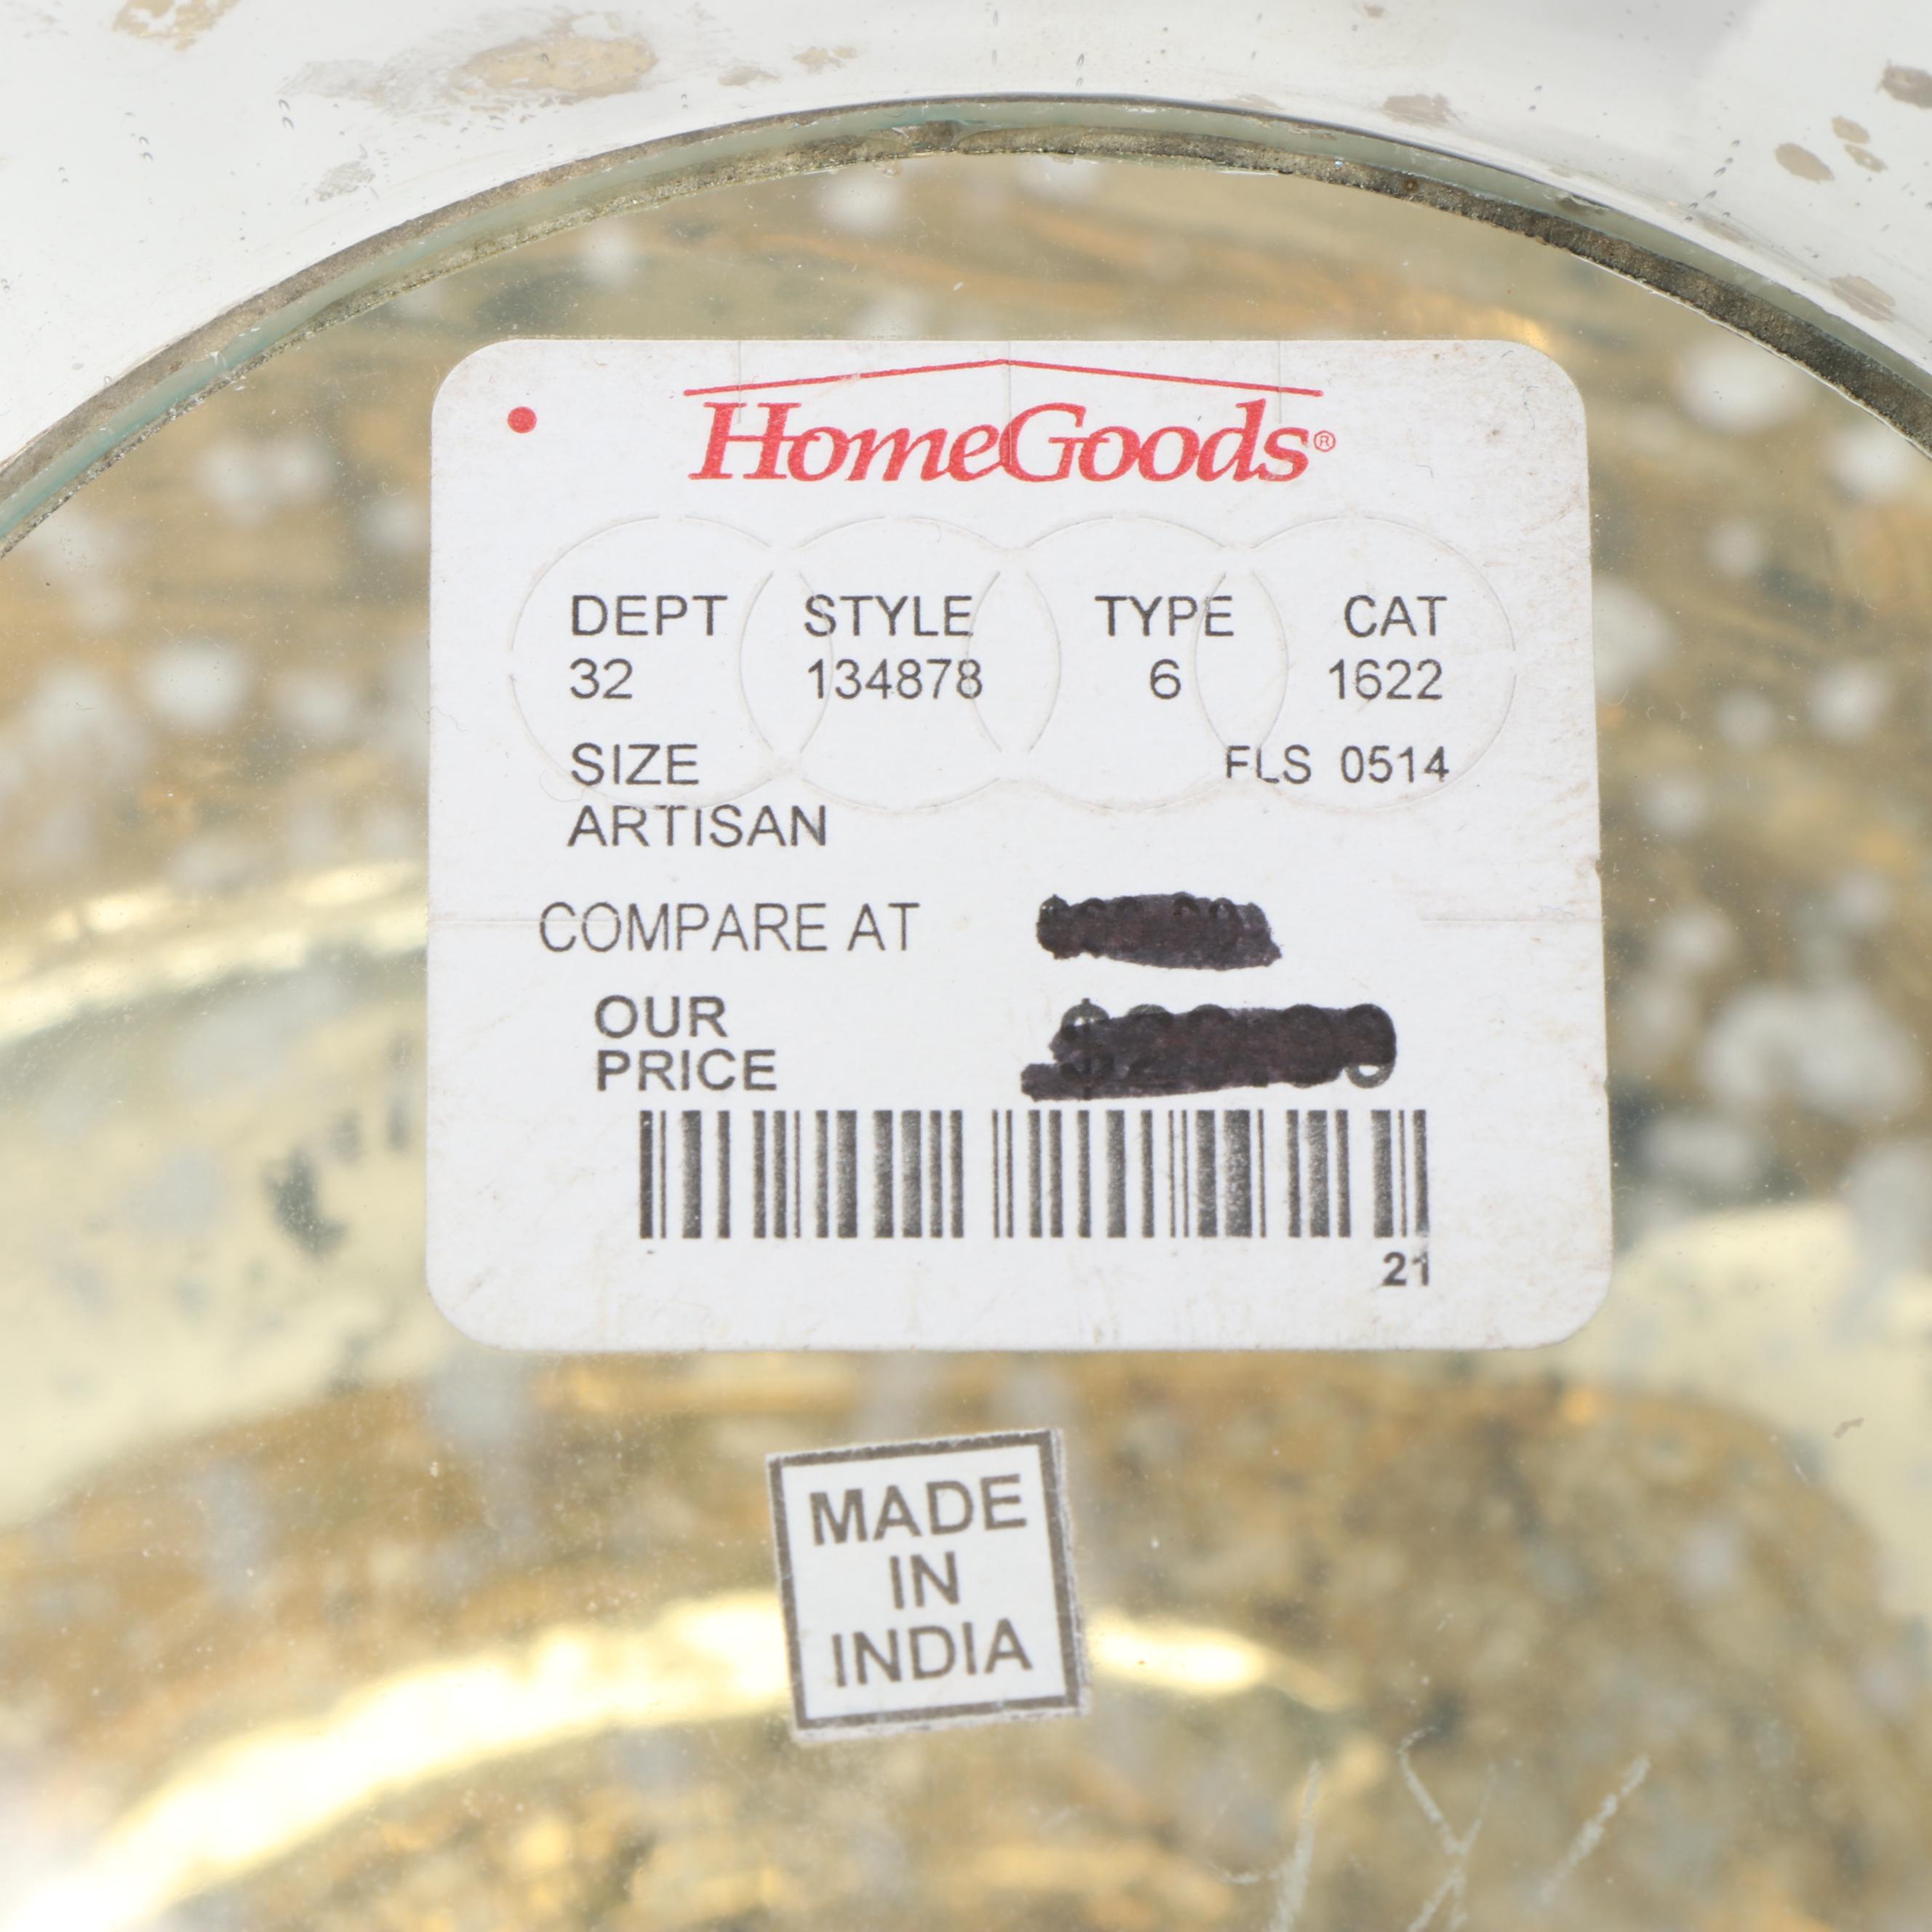 HomeGoods®
DEPT STYLE TYPE CAT
32 134878 6 1622
SIZE FLS 0514
ARTISAN
COMPARE AT
OUR
PRICE
21
MADE
IN
INDIA